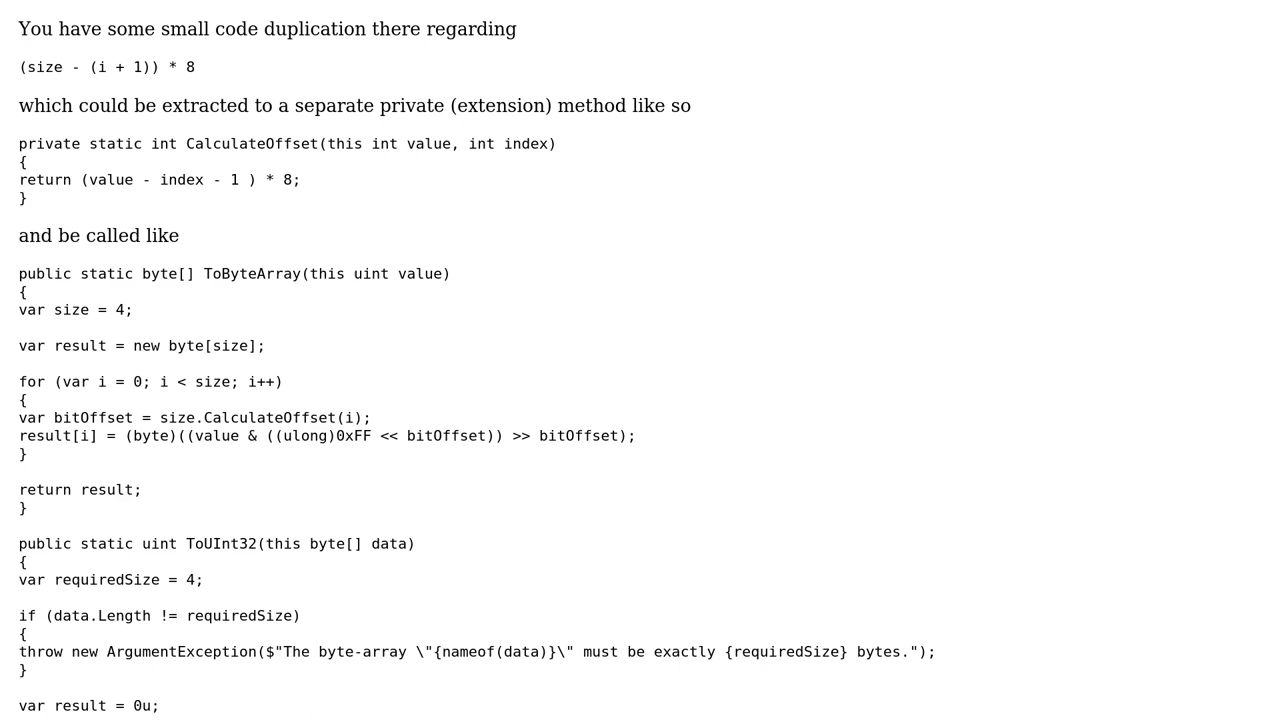 You have some small code duplication there regarding
(size - (i + 1)) * 8
which could be extracted to a separate private (extension) method like so
private static int CalculateOffset(this int value, int index)
{
return (value - index - 1 ) * 8;
}
and be called like
public static byte[] ToByteArray(this uint value)
{
var size = 4;
var result = new byte[size];
for (var i = 0; i < size; i++)
{
var bitOffset = size.CalculateOffset(i);
result[i] = (byte)((value & ((ulong)0xFF << bitOffset)) >> bitOffset);
}
return result;
}
public static uint ToUInt32(this byte[] data)
{
var requiredSize = 4;
if (data.Length != requiredSize)
{
throw new ArgumentException($"The byte-array \"{nameof(data)}\" must be exactly {requiredSize} bytes.");
}
var result = 0u;